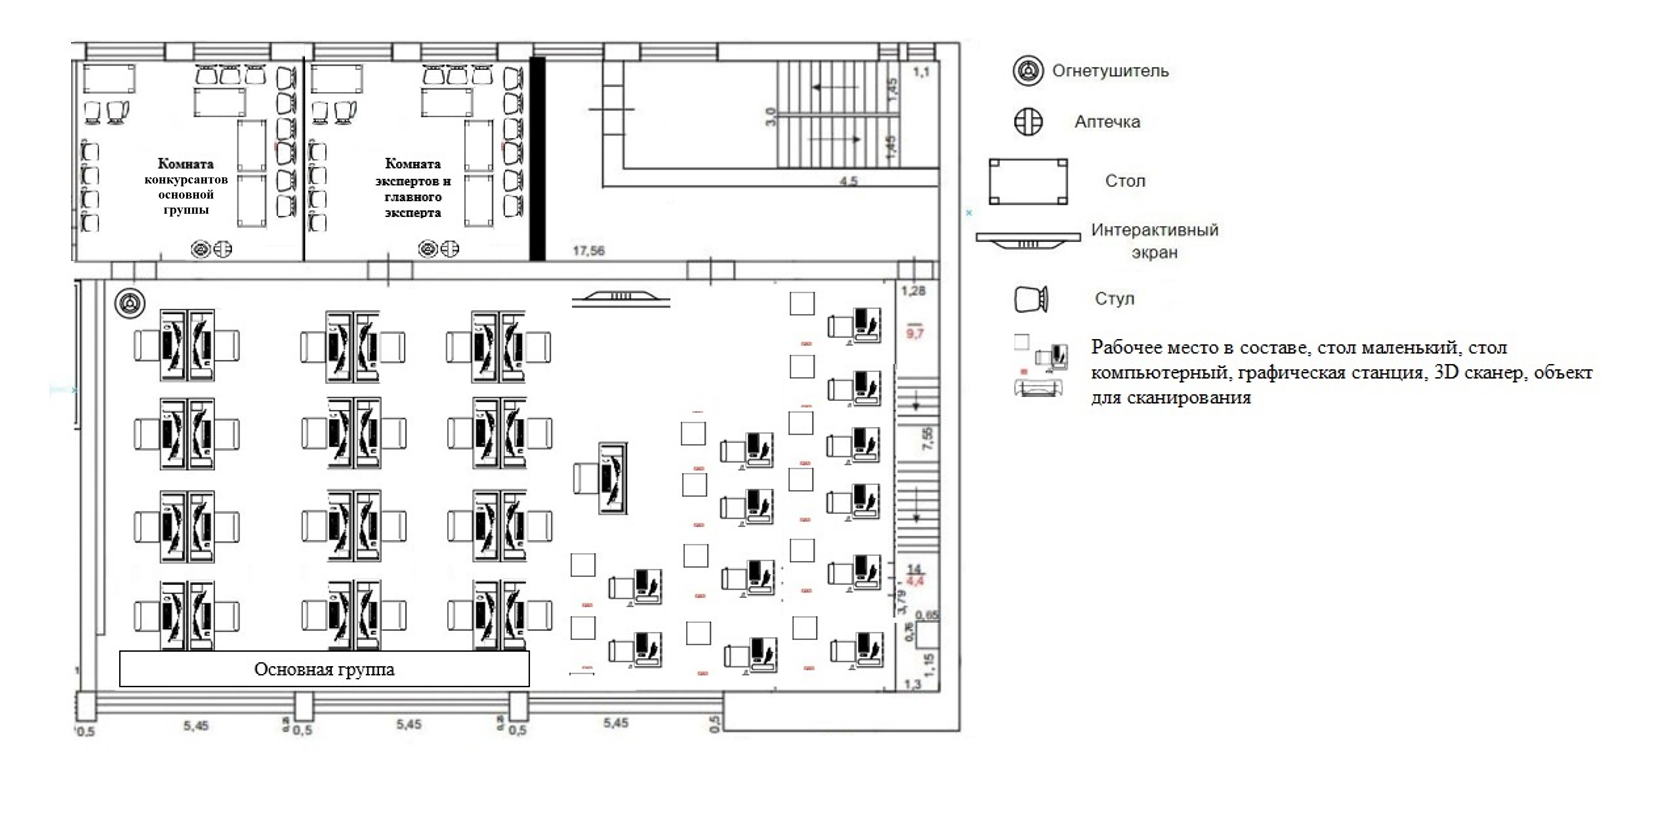 Комната
конкурсантов
основной
группы
Комната
экспертов и
главного
эксперта
3,0
1,45
1,45
1,1
4,5
17,56
1,28
9,7
7,55
14
4,4
3,79
0,65
0,76
1,15
1,3
Основная группа
0,5
5,45
0,5
5,45
0,5
5,45
0,5
Огнетушитель
Аптечка
Стол
Интерактивный
экран
Стул
Рабочее место в составе, стол маленький, стол
компьютерный, графическая станция, 3D сканер, объект
для сканирования